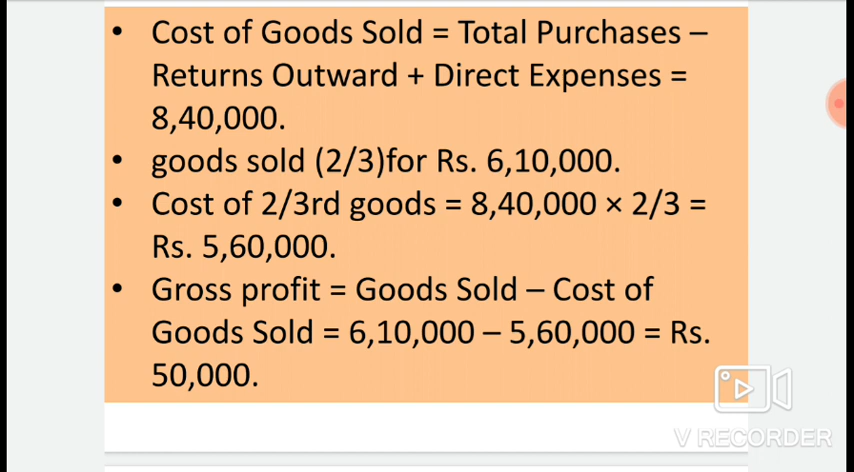 • Cost of Goods Sold = Total Purchases –
Returns Outward + Direct Expenses =
8,40,000.
• goods sold (2/3)for Rs. 6,10,000.
• Cost of 2/3rd goods = 8,40,000 × 2/3 =
Rs. 5,60,000.
• Gross profit = Goods Sold – Cost of
Goods Sold = 6,10,000 – 5,60,000 = Rs.
50,000.
V RECORDER